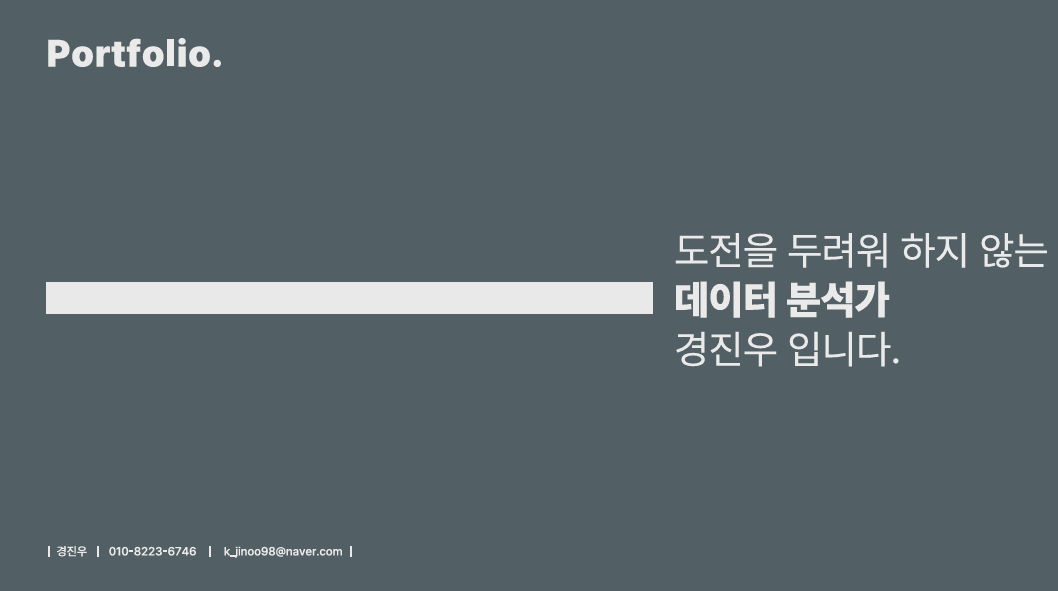 Portfolio.
도전을 두려워 하지 않는
데이터 분석가
경진우 입니다.
| 경진우 | 010-8223-6746 | k_jinoo98@naver.com |